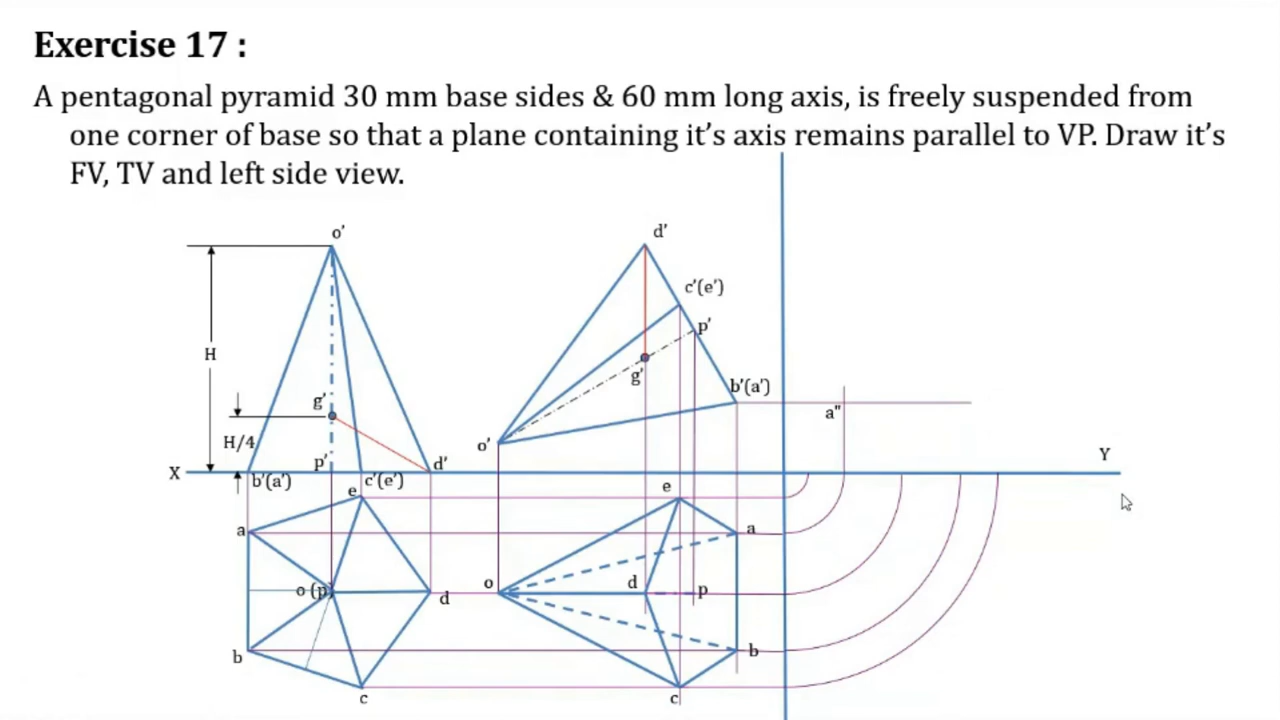 Exercise 17 :
A pentagonal pyramid 30 mm base sides & 60 mm long axis, is freely suspended from
one corner of base so that a plane containing it's axis remains parallel to VP. Draw it's
FV, TV and left side view.
o'
d'
c'(e')
H
p'
g'
g'
b'(a')
a"
H/4
o'
X
p'
d'
Y
b'(a')
c'(e')
e
e
a
a
o (p)
d
o
d
p
b
b
c
c